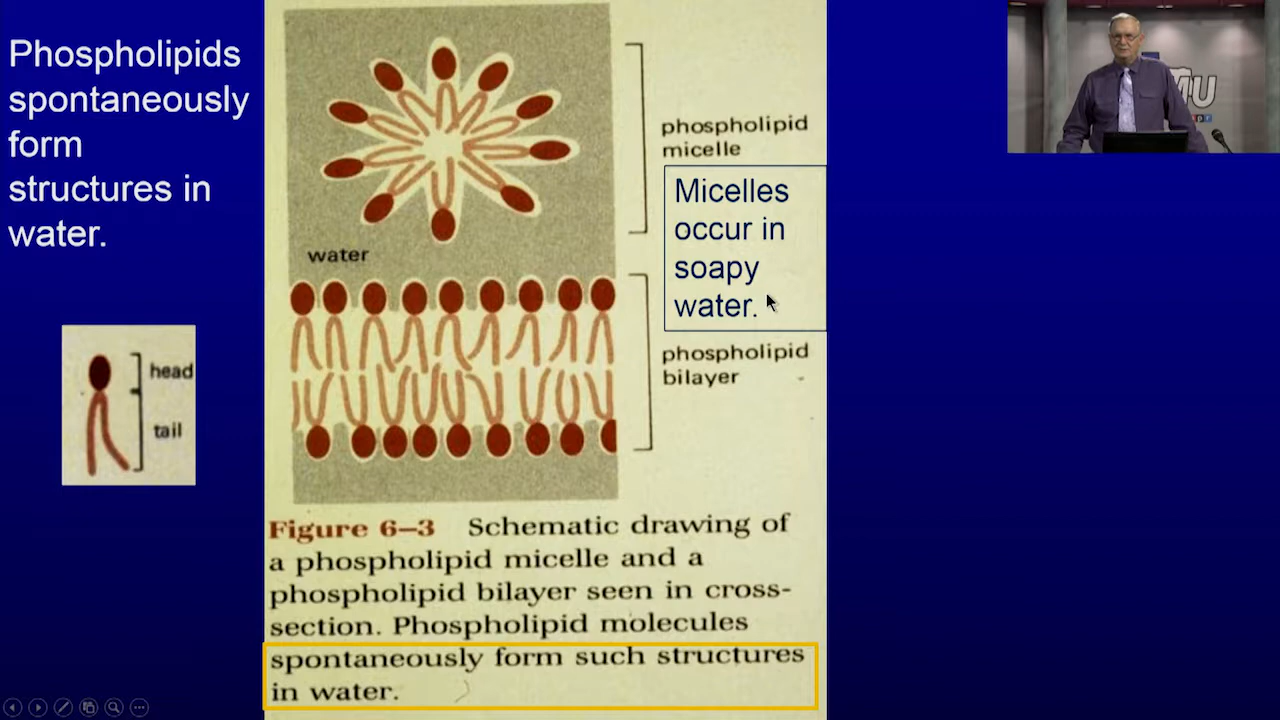 Phospholipids
spontaneously
form
structures in
water.
head
tail
water
phospholipid
micelle
Micelles
occur in
soapy
water.
phospholipid
bilayer
Figure 6–3 Schematic drawing of
a phospholipid micelle and a
phospholipid bilayer seen in cross-
section. Phospholipid molecules
spontaneously form such structures
in water.
MU